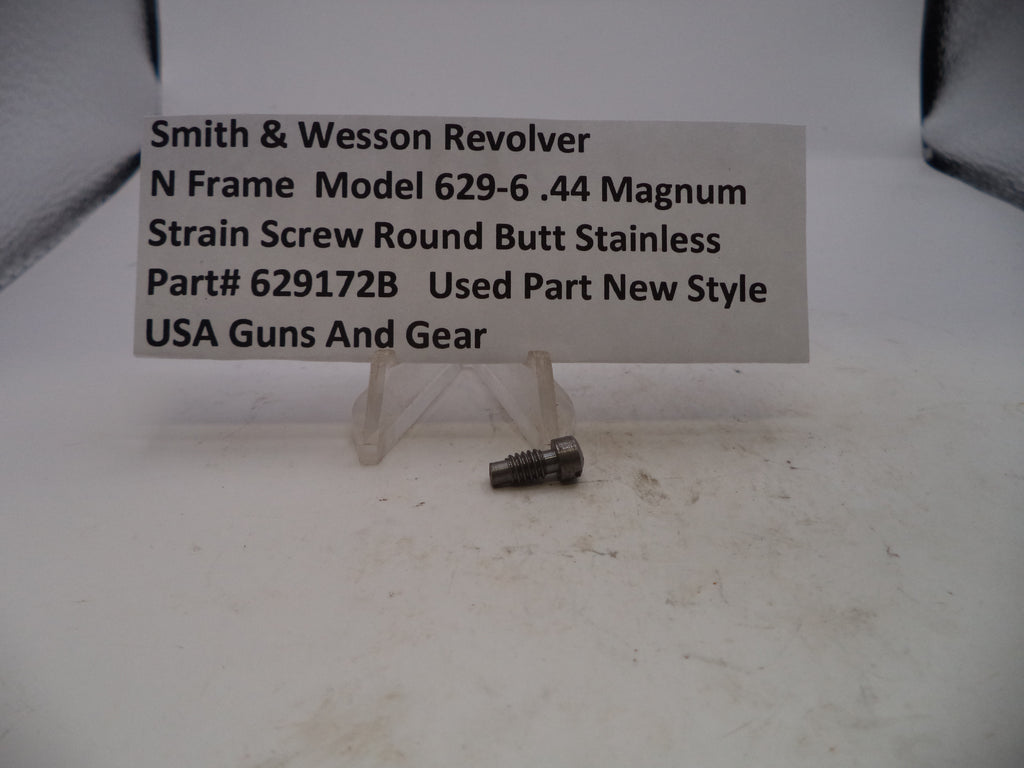 Smith & Wesson Revolver
N Frame Model 629-6 .44 Magnum
Strain Screw Round Butt Stainless
Part# 629172B Used Part New Style
USA Guns And Gear